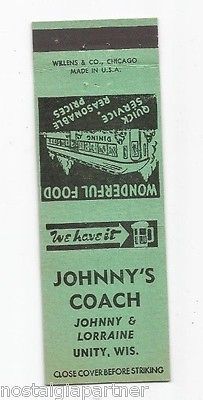 WILLENS & CO., CHICAGO
MADE IN U.S.A.
WONDERFUL FOOD
DINING
QUICK SERVICE
REASONABLE PRICES
We have it
JOHNNY'S
COACH
JOHNNY &
LORRAINE
UNITY, WIS.
CLOSE COVER BEFORE STRIKING
nostalgiapartner